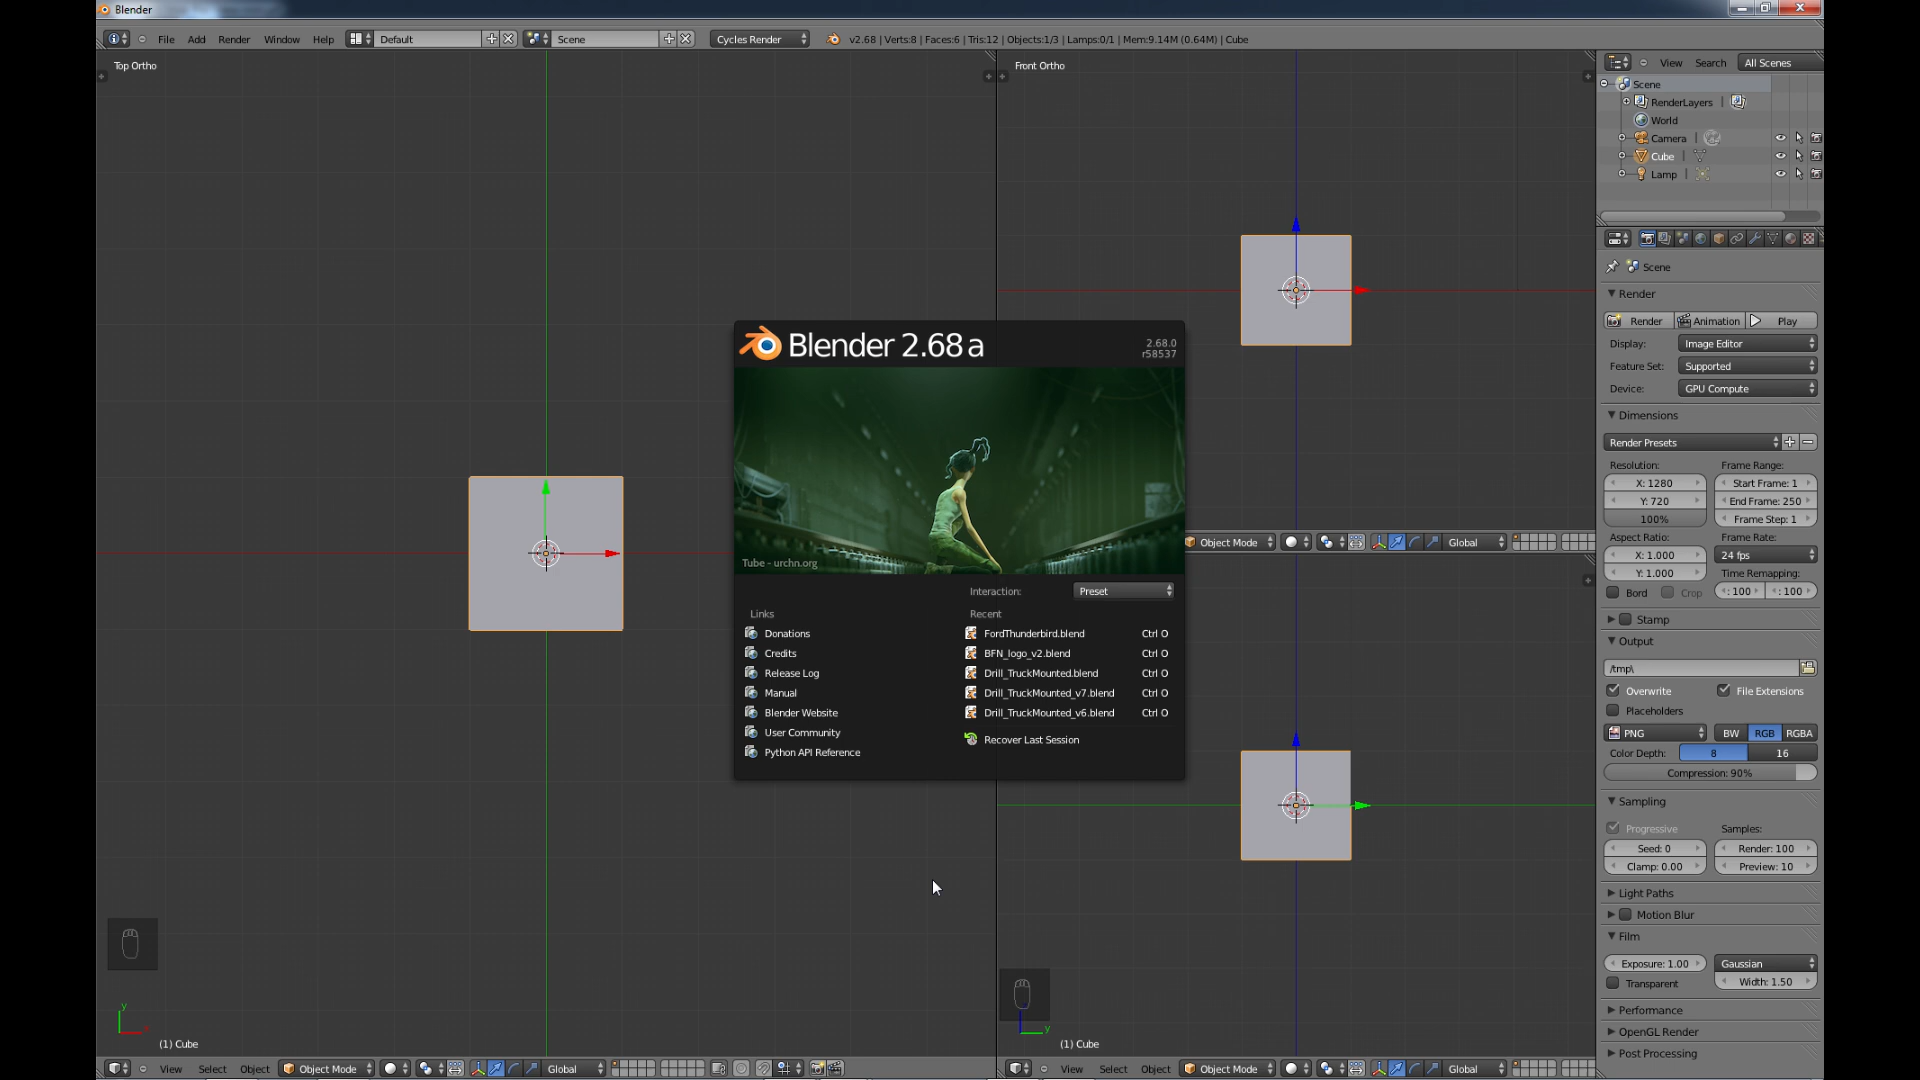 Blender
File Add Render Window Help Default Scene Cycles Render v2.68 | Verts:8 | Faces:6 | Tris:12 | Objects:1/3 | Lamps:0/1 | Mem:9.14M (0.64M) | Cube
Top Ortho
Front Ortho
View Search All Scenes
Scene
RenderLayers
World
Camera
Cube
Lamp
Scene
Render
Render Animation Play
Display: Image Editor
Feature Set: Supported
Device: GPU Compute
Dimensions
Render Presets
Resolution: Frame Range:
X: 1280 Start Frame: 1
Y: 720 End Frame: 250
100% Frame Step: 1
Aspect Ratio: Frame Rate:
X: 1.000 24 fps
Y: 1.000 Time Remapping:
Bord Crop : 100 : 100
Stamp
Output
/tmp\
Overwrite File Extensions
Placeholders
PNG BW RGB RGBA
Color Depth: 8 16
Compression: 90%
Sampling
Progressive Samples:
Seed: 0 Render: 100
Clamp: 0.00 Preview: 10
Light Paths
Motion Blur
Film
Exposure: 1.00 Gaussian
Transparent Width: 1.50
Performance
OpenGL Render
Post Processing
Blender 2.68 a
2.68.0
r58537
Tube - urchn.org
Interaction: Preset
Links
Donations
Credits
Release Log
Manual
Blender Website
User Community
Python API Reference
Recent
FordThunderbird.blend Ctrl O
BFN_logo_v2.blend Ctrl O
Drill_TruckMounted.blend Ctrl O
Drill_TruckMounted_v7.blend Ctrl O
Drill_TruckMounted_v6.blend Ctrl O
Recover Last Session
Object Mode Global
y
(1) Cube
View Select Object Object Mode Global
y
(1) Cube
View Select Object Object Mode Global